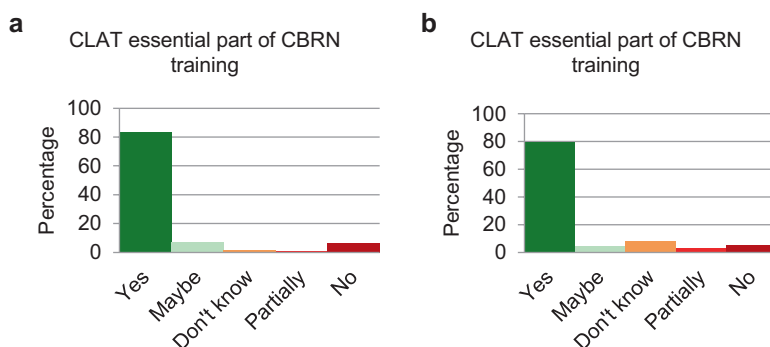 a
CLAT essential part of CBRN
training
Percentage
100
80
60
40
20
0
Yes
Maybe
Don't know
Partially
No
b
CLAT essential part of CBRN
training
Percentage
100
80
60
40
20
0
Yes
Maybe
Don't know
Partially
No